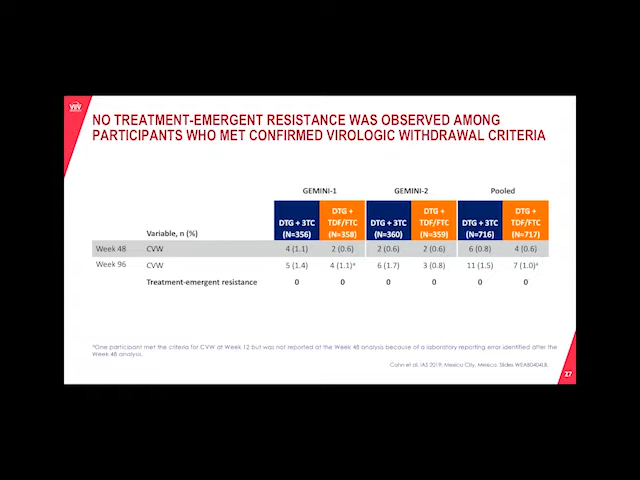 ViiV
NO TREATMENT-EMERGENT RESISTANCE WAS OBSERVED AMONG
PARTICIPANTS WHO MET CONFIRMED VIROLOGIC WITHDRAWAL CRITERIA
GEMINI-1 GEMINI-2 Pooled
Variable, n (%) DTG + 3TC (N=356) DTG + TDF/FTC (N=358) DTG + 3TC (N=360) DTG + TDF/FTC (N=359) DTG + 3TC (N=716) DTG + TDF/FTC (N=717)
Week 48 CVW 4 (1.1) 2 (0.6) 2 (0.6) 2 (0.6) 6 (0.8) 4 (0.6)
Week 96 CVW 5 (1.4) 4 (1.1)ᵃ 6 (1.7) 3 (0.8) 11 (1.5) 7 (1.0)ᵃ
Treatment-emergent resistance 0 0 0 0 0 0
ᵃOne participant met the criteria for CVW at Week 12 but was not reported at the Week 48 analysis because of a laboratory reporting error identified after the
Week 48 analysis.
Cahn et al. IAS 2019; Mexico City, Mexico. Slides WEAB0404LB.
27